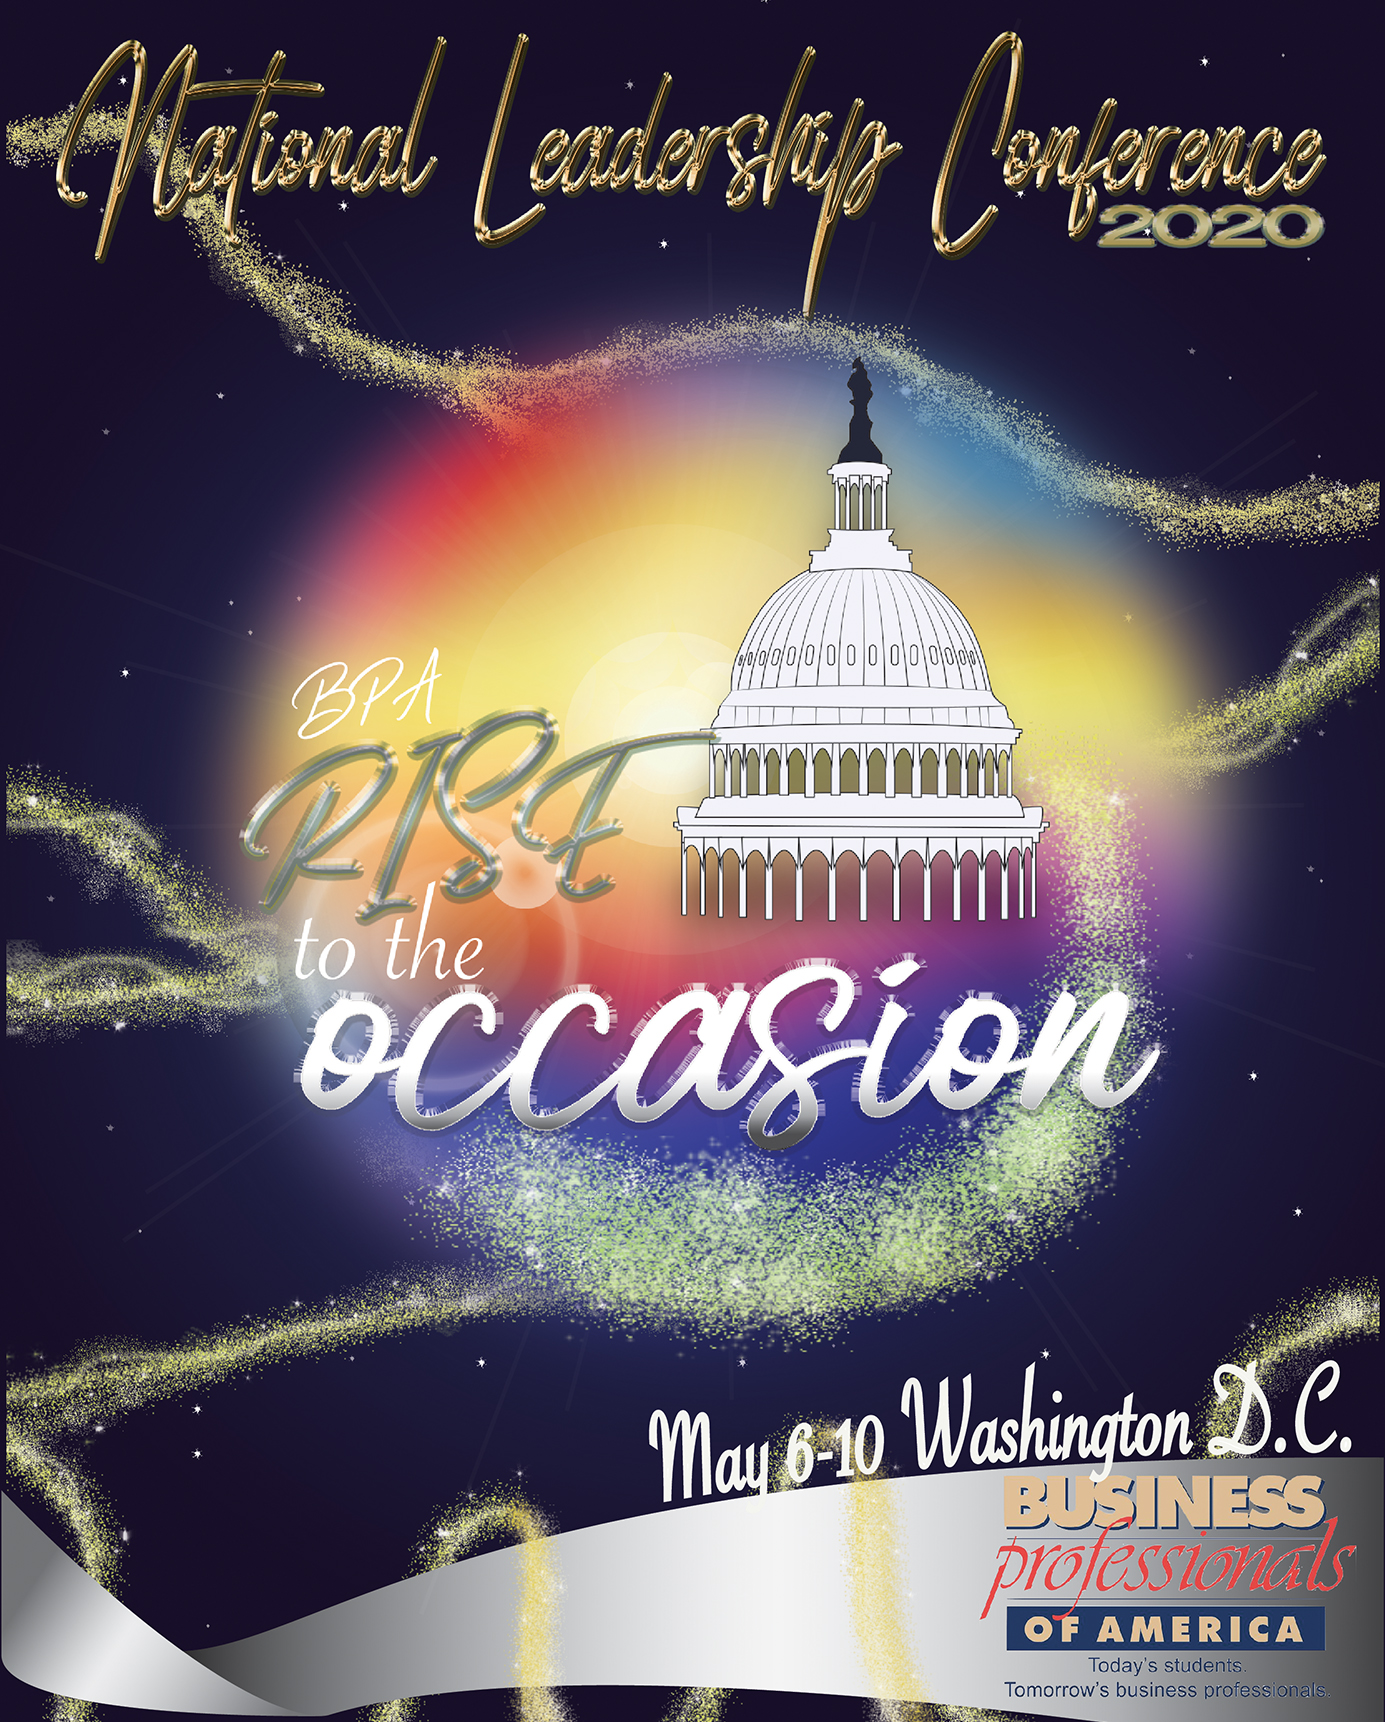 National Leadership Conference
2020
BPA
RISE
to the
occasion
May 6-10 Washington D.C.
BUSINESS
professionals
OF AMERICA
Today's students.
Tomorrow's business professionals.